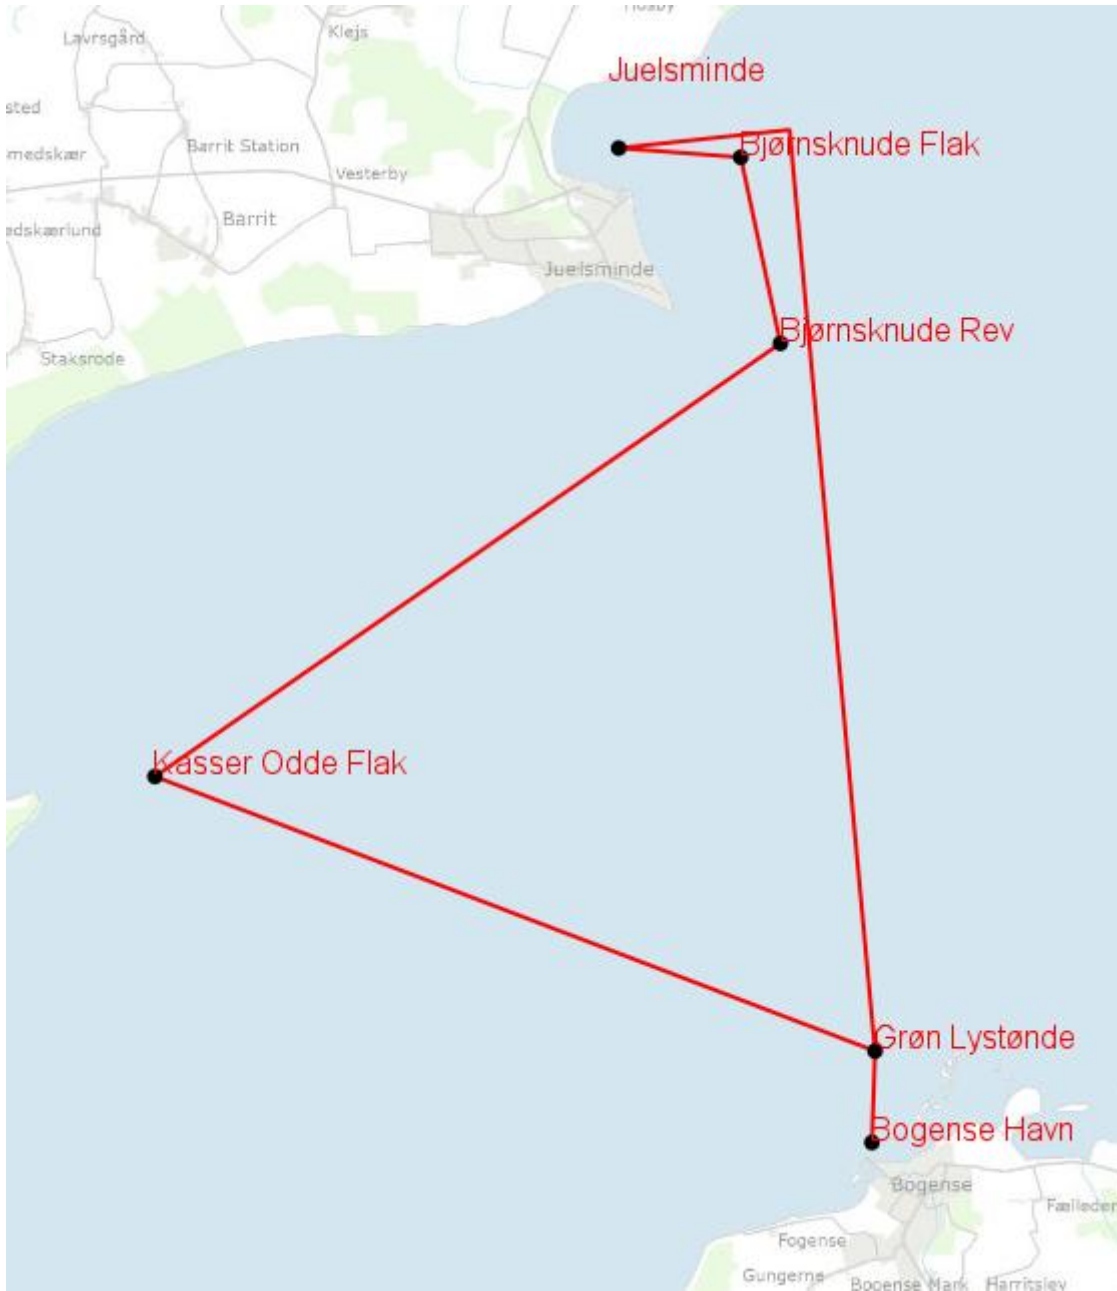 Klejs
Lavrsgård
sted
Juelsminde
medskær
Barrit Station
Bjørnsknude Flak
Vesterby
Barrit
edskærlund
Juelsminde
Bjørnsknude Rev
Staksrode
Kasser Odde Flak
Grøn Lystønde
Bogense Havn
Bogense
Fælleder
Fogense
Gungerne
Bogense Mark
Harritslev